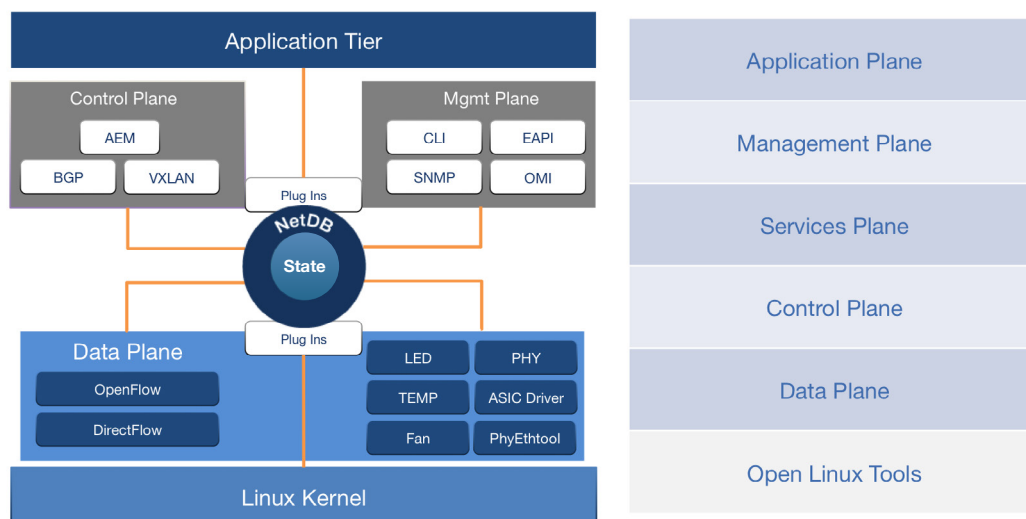 Application Tier
Control Plane
AEM
BGP
VXLAN
Mgmt Plane
CLI
EAPI
SNMP
OMI
Plug Ins
NetDB
State
Plug Ins
Data Plane
OpenFlow
DirectFlow
LED
PHY
TEMP
ASIC Driver
Fan
PhyEthtool
Linux Kernel
Application Plane
Management Plane
Services Plane
Control Plane
Data Plane
Open Linux Tools